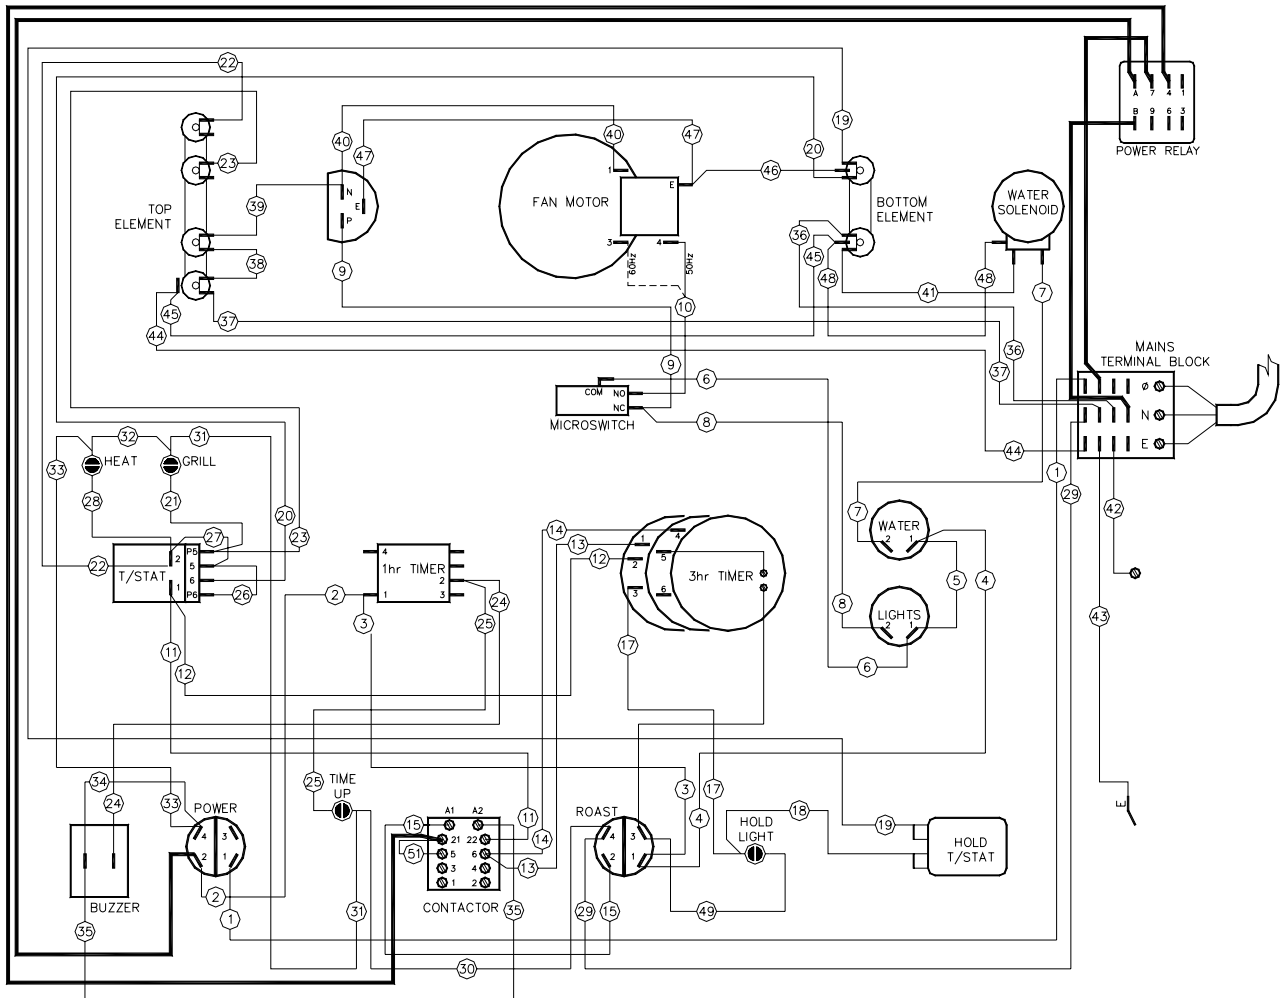 22
A
7
4
1
B
9
6
3
POWER RELAY
40
47
40
47
19
20
46
23
N
E
P
39
TOP
ELEMENT
38
9
FAN MOTOR
1
E
3
4
60Hz
50Hz
10
BOTTOM
ELEMENT
36
45
48
WATER
SOLENOID
41
48
7
45
44
37
36
37
MAINS
TERMINAL BLOCK
Ø
N
E
9
6
COM
NO
NC
MICROSWITCH
8
32
31
33
HEAT
GRILL
44
1
29
42
28
21
20
23
27
22
T/STAT
2
1
P5
5
6
P6
26
4
1hr TIMER
2
1
3
2
3
24
25
14
13
12
1
2
3
4
5
6
3hr TIMER
7
WATER
2
1
5
4
8
LIGHTS
2
1
6
43
11
12
17
34
24
33
POWER
4
3
2
1
BUZZER
35
2
1
25
TIME
UP
31
30
15
51
A1
A2
21
22
5
6
3
4
1
2
CONTACTOR
11
14
13
35
ROAST
4
3
2
1
29
15
3
4
17
49
HOLD
LIGHT
18
19
HOLD
T/STAT
E